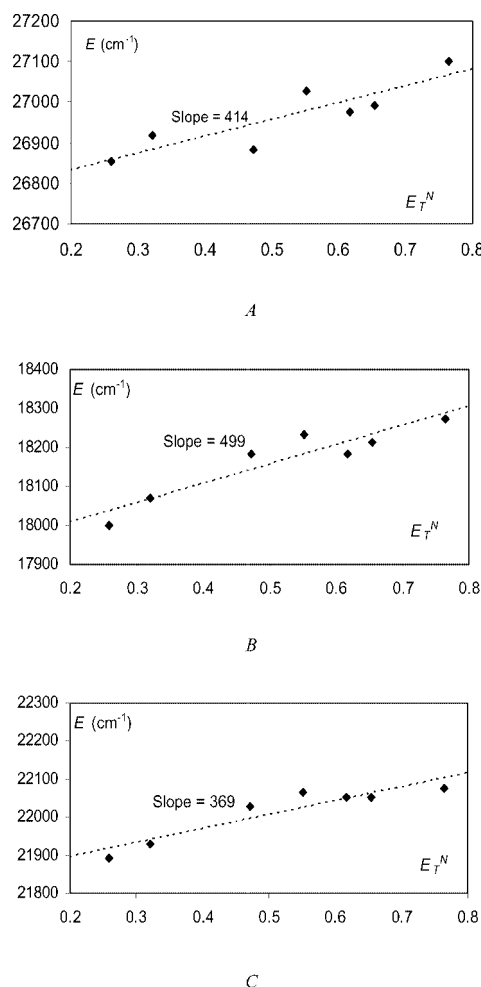 27200
E (cm⁻¹)
27100
27000
Slope = 414
26900
26800
E_T^N
26700
0.2 0.3 0.4 0.5 0.6 0.7 0.8
A
18400
E (cm⁻¹)
18300
18200
Slope = 499
18100
18000
E_T^N
17900
0.2 0.3 0.4 0.5 0.6 0.7 0.8
B
22300
E (cm⁻¹)
22200
22100
Slope = 369
22000
21900
E_T^N
21800
0.2 0.3 0.4 0.5 0.6 0.7 0.8
C